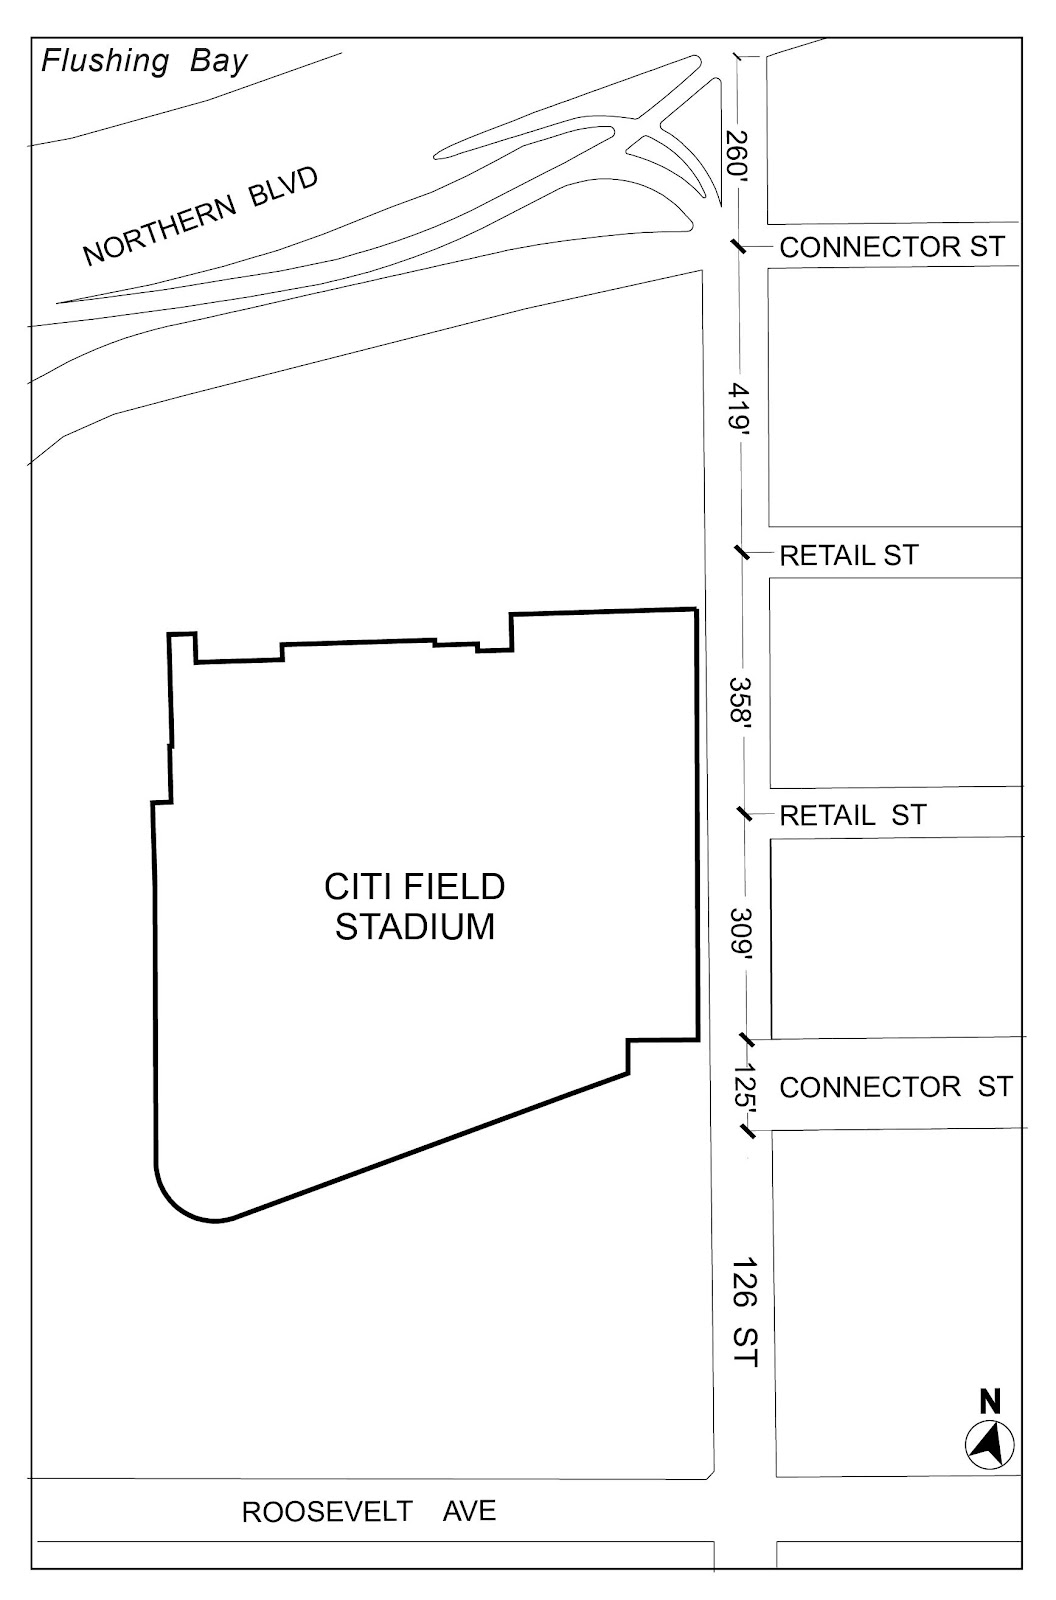 Flushing Bay
NORTHERN BLVD
260'
CONNECTOR ST
419'
RETAIL ST
358'
RETAIL ST
CITI FIELD
STADIUM
309'
125'
CONNECTOR ST
126 ST
N
ROOSEVELT AVE